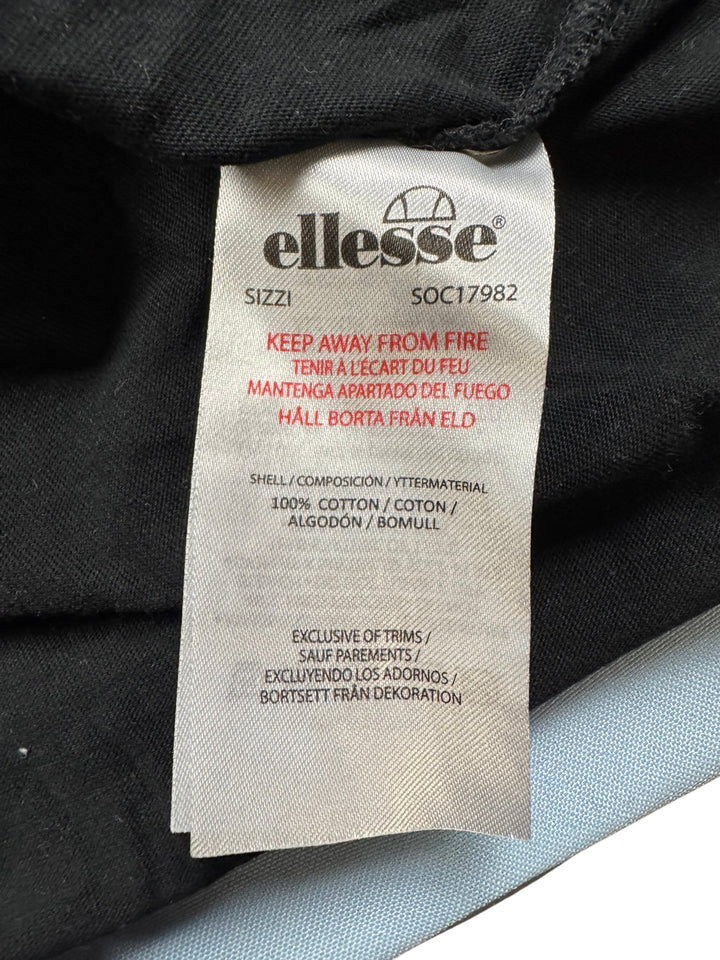 ellesse®
SIZZI SOC17982
KEEP AWAY FROM FIRE
TENIR À L'ÉCART DU FEU
MANTENGA APARTADO DEL FUEGO
HÅLL BORTA FRÅN ELD
SHELL / COMPOSICIÓN / YTTERMATERIAL
100% COTTON / COTON /
ALGODÓN / BOMULL
EXCLUSIVE OF TRIMS /
SAUF PAREMENTS /
EXCLUYENDO LOS ADORNOS /
BORTSETT FRÅN DEKORATION